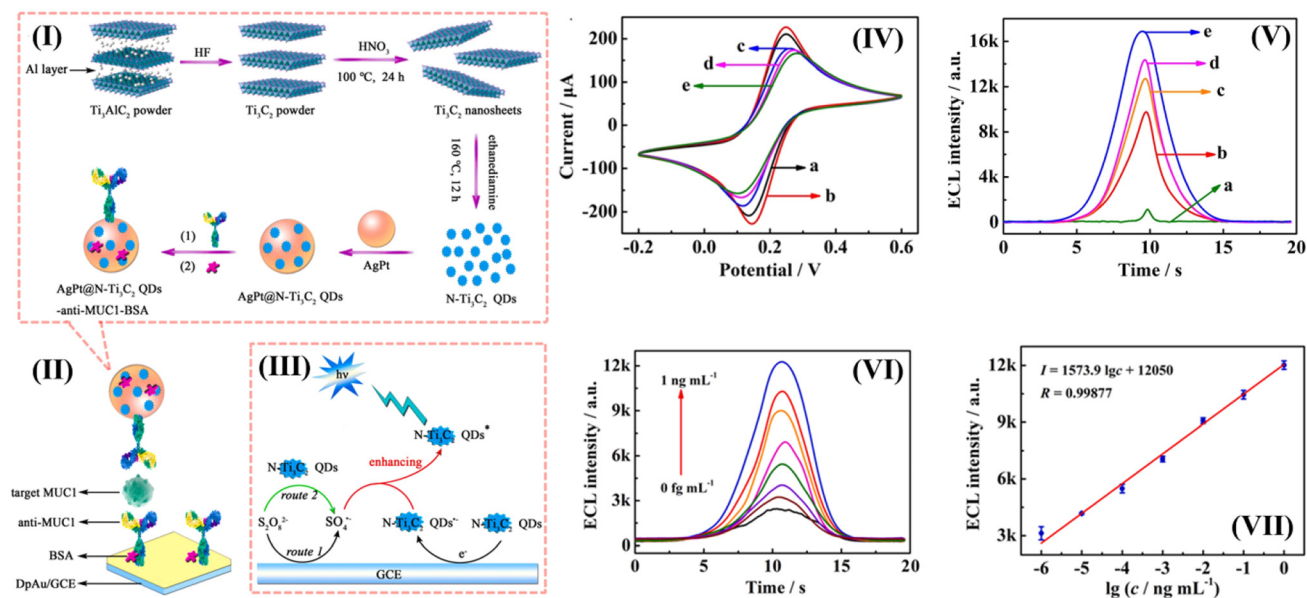 (I)
Al layer
HF
HNO₃
100 ℃, 24 h
Ti₃AlC₂ powder
Ti₃C₂ powder
Ti₃C₂ nanosheets
ethanediamine
160 ℃, 12 h
(1)
(2)
AgPt
AgPt@N-Ti₃C₂ QDs
-anti-MUC1-BSA
AgPt@N-Ti₃C₂ QDs
N-Ti₃C₂ QDs
(II)
target MUC1
anti-MUC1
BSA
DpAu/GCE
(III)
hν
N-Ti₃C₂ QDs*
enhancing
N-Ti₃C₂ QDs
route 2
S₂O₈²⁻
SO₄•⁻
N-Ti₃C₂ QDs•⁻
N-Ti₃C₂ QDs
route 1
e⁻
GCE
(IV)
Current / μA
200
100
0
-100
-200
c
d
e
a
b
-0.2
0.0
0.2
0.4
0.6
Potential / V
(V)
ECL intensity / a.u.
16k
12k
8k
4k
0
e
d
c
b
a
0
5
10
15
20
Time / s
(VI)
ECL intensity / a.u.
12k
9k
6k
3k
0
1 ng mL⁻¹
0 fg mL⁻¹
0
5
10
15
20
Time / s
(VII)
ECL intensity / a.u.
12k
9k
6k
3k
I = 1573.9 lgc + 12050
R = 0.99877
-6
-5
-4
-3
-2
-1
0
lg (c / ng mL⁻¹)